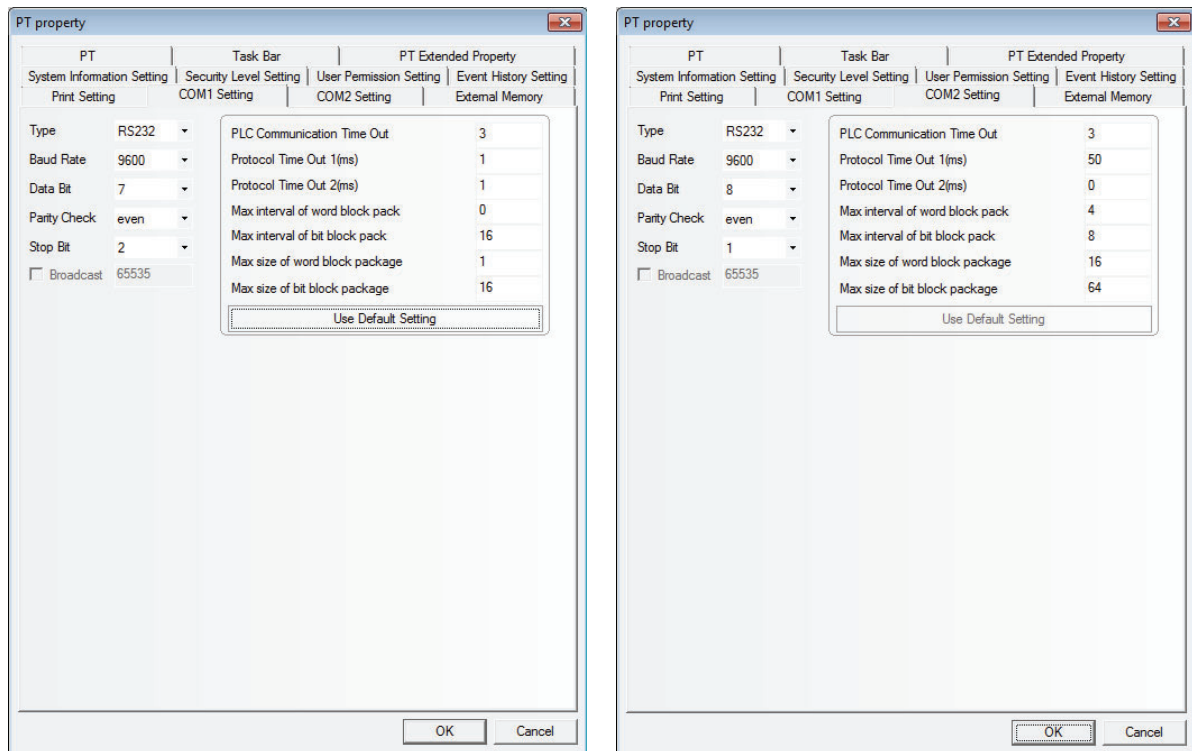 PT property
PT Task Bar PT Extended Property
System Information Setting Security Level Setting User Permission Setting Event History Setting
Print Setting COM1 Setting COM2 Setting External Memory
Type RS232
Baud Rate 9600
Data Bit 7
Parity Check even
Stop Bit 2
Broadcast 65535
PLC Communication Time Out 3
Protocol Time Out 1(ms) 1
Protocol Time Out 2(ms) 1
Max interval of word block pack 0
Max interval of bit block pack 16
Max size of word block package 1
Max size of bit block package 16
Use Default Setting
OK Cancel
PT property
PT Task Bar PT Extended Property
System Information Setting Security Level Setting User Permission Setting Event History Setting
Print Setting COM1 Setting COM2 Setting External Memory
Type RS232
Baud Rate 9600
Data Bit 8
Parity Check even
Stop Bit 1
Broadcast 65535
PLC Communication Time Out 3
Protocol Time Out 1(ms) 50
Protocol Time Out 2(ms) 0
Max interval of word block pack 4
Max interval of bit block pack 8
Max size of word block package 16
Max size of bit block package 64
Use Default Setting
OK Cancel